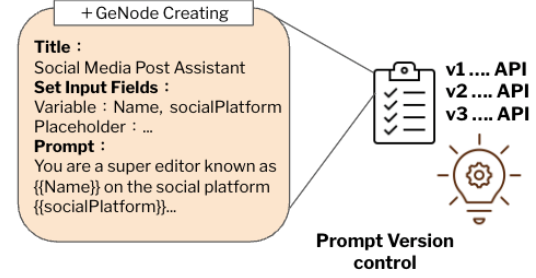 + GeNode Creating
Title：
Social Media Post Assistant
Set Input Fields：
Variable：Name, socialPlatform
Placeholder：...
Prompt：
You are a super editor known as
{{Name}} on the social platform
{{socialPlatform}}...
v1 .... API
v2 .... API
v3 .... API
Prompt Version
control